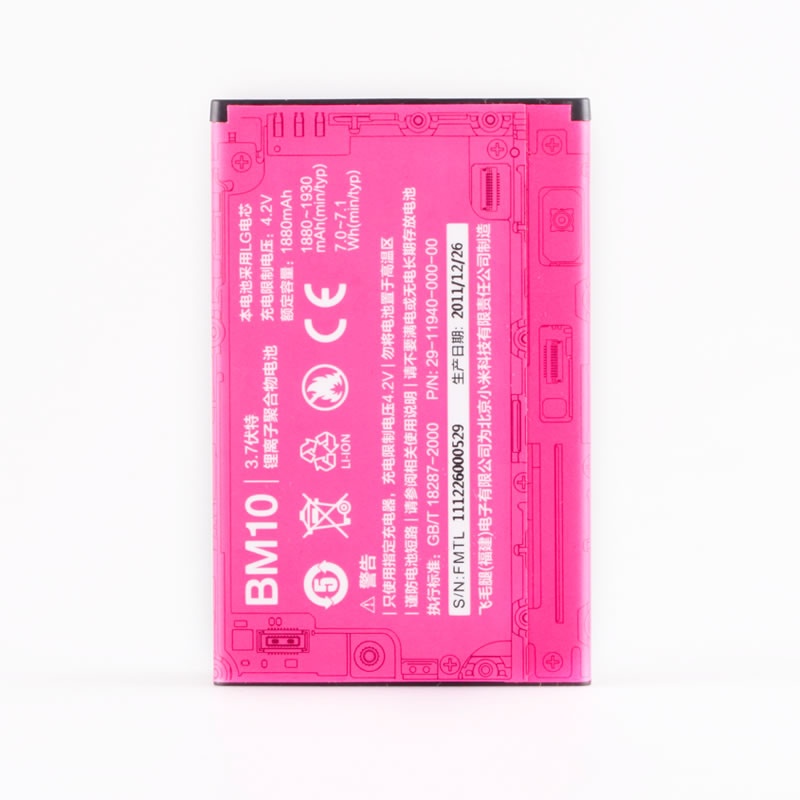 BM10
3.7伏特
锂离子聚合物电池
本电池采用LG电芯
充电限制电压: 4.2V
额定容量: 1880mAh
1880~1930
mAh(min/typ)
7.0~7.1
Wh(min/typ)
5
LI-ION
CE
警告
只使用指定充电器,充电限制电压4.2V | 勿将电池置于高温区
谨防电池短路 | 请参阅相关使用说明 | 请不要满电或无电长期存放电池
执行标准: GB/T 18287-2000 P/N: 29-11940-000-00
S/N: FMTL 111226000529 生产日期: 2011/12/26
飞毛腿(福建)电子有限公司为北京小米科技有限责任公司制造